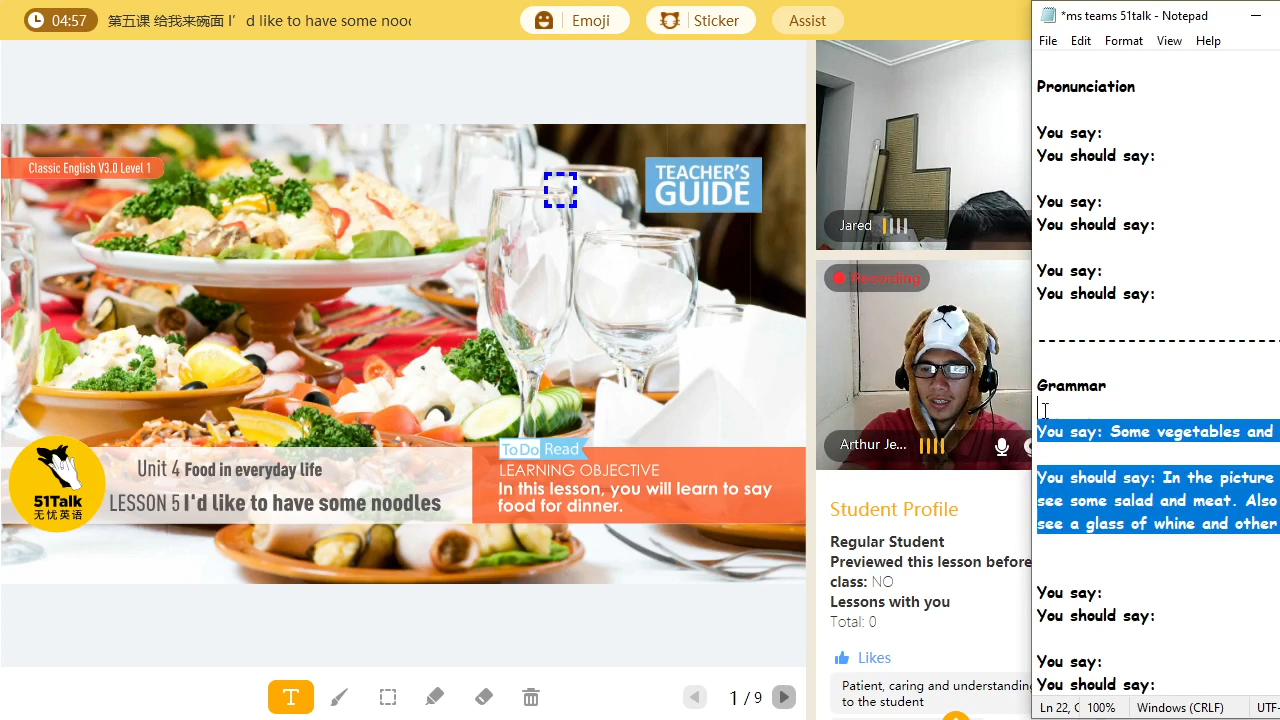 04:57
第五课 给我来碗面 I’d like to have some nood
Emoji
Sticker
Assist
Classic English V3.0 Level 1
TEACHER'S
GUIDE
Unit 4 Food in everyday life
LESSON 5 I'd like to have some noodles
51Talk
无忧英语
To Do Read
LEARNING OBJECTIVE
In this lesson, you will learn to say
food for dinner.
1 / 9
Jared
Recording
Arthur Je...
Student Profile
Regular Student
Previewed this lesson before
class: NO
Lessons with you
Total: 0
Likes
Patient, caring and understanding
to the student
*ms teams 51talk - Notepad
File Edit Format View Help
Pronunciation
You say:
You should say:
You say:
You should say:
You say:
You should say:
------------------------
Grammar
You say: Some vegetables and
You should say: In the picture
see some salad and meat. Also
see a glass of whine and other
You say:
You should say:
You say:
You should say:
Ln 22, C 100% Windows (CRLF) UTF-